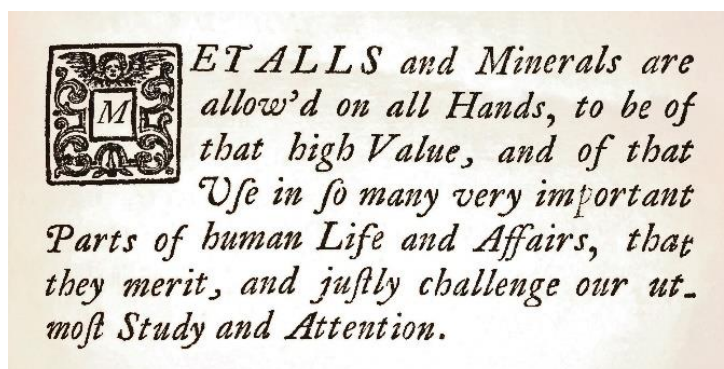 METALLS and Minerals are
allow’d on all Hands, to be of
that high Value, and of that
Uſe in ſo many very important
Parts of human Life and Affairs, that
they merit, and juſtly challenge our ut-
moſt Study and Attention.